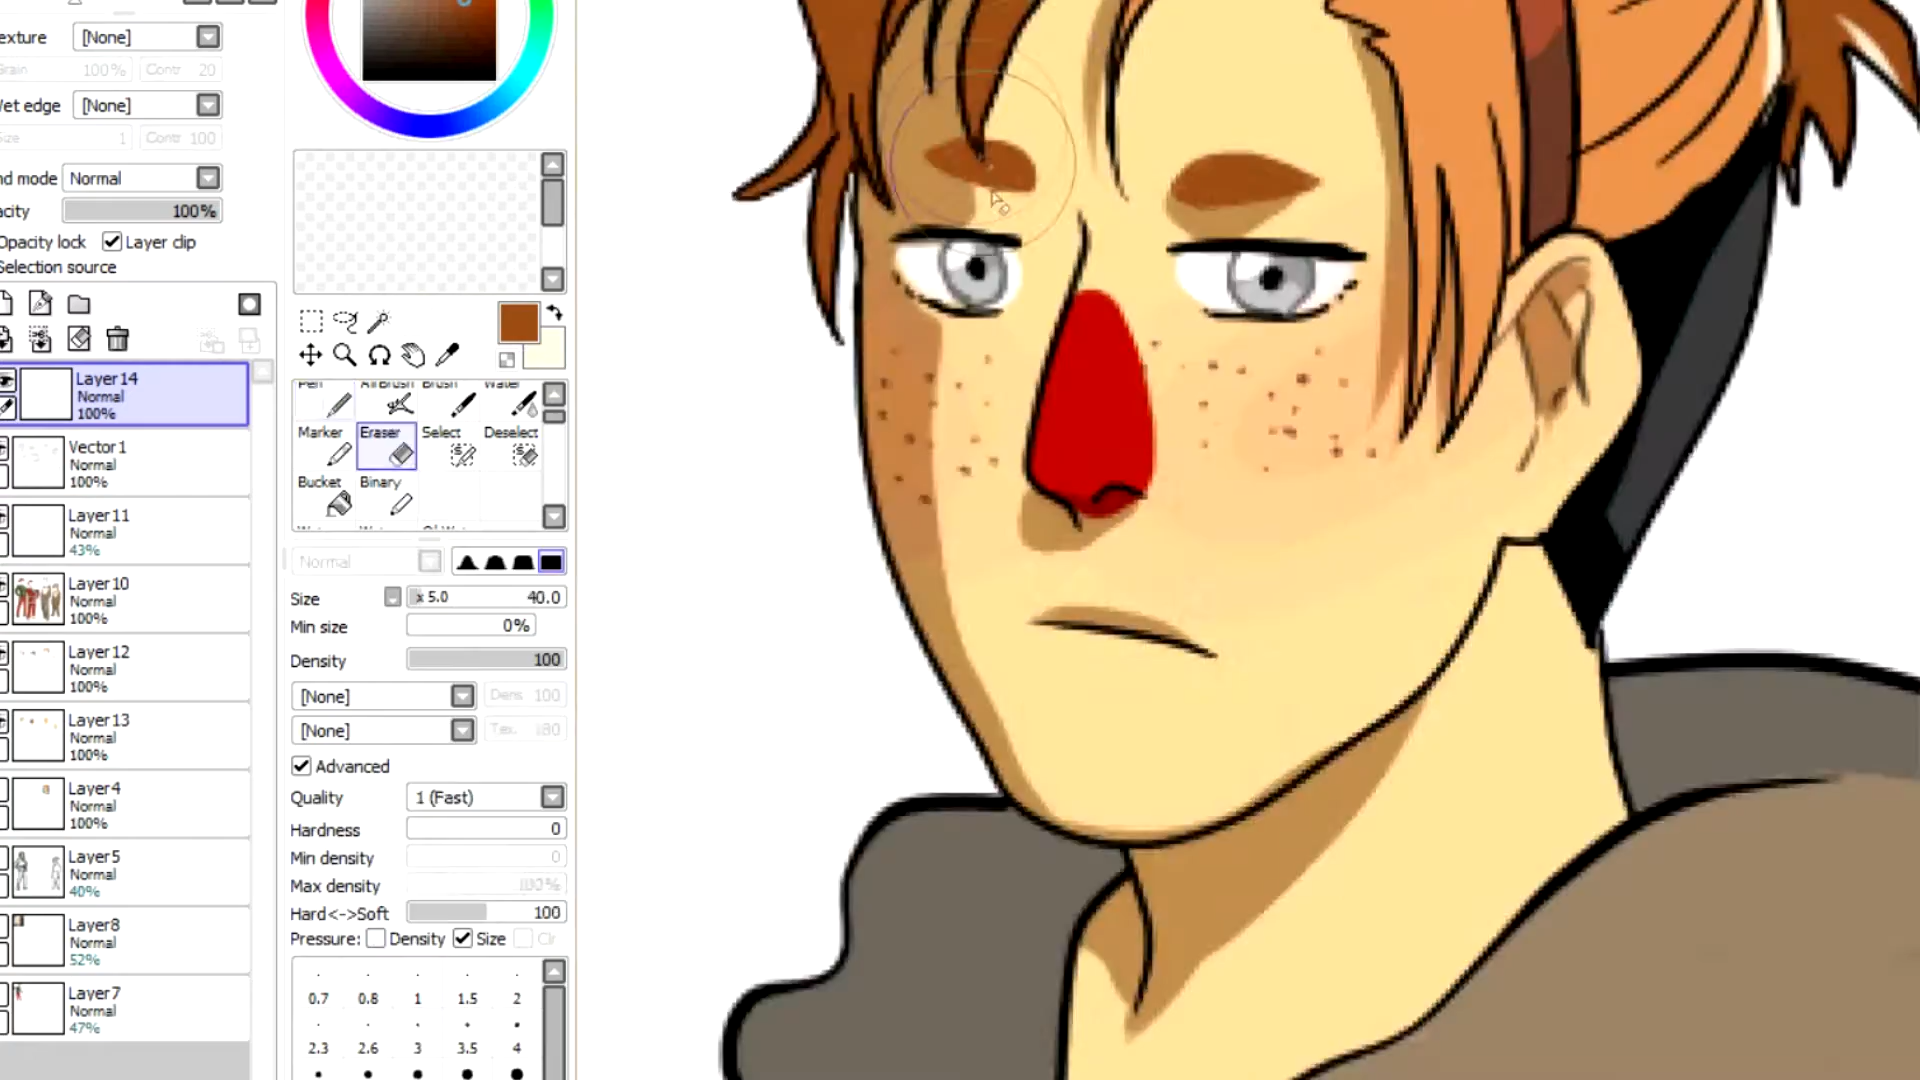 exture [None]
Grain 100% Contr 20
et edge [None]
Size 1 Contr 100
nd mode Normal
acity 100%
Opacity lock Layer clip
Selection source
Layer14
Normal
100%
Vector1
Normal
100%
Layer11
Normal
43%
Layer10
Normal
100%
Layer12
Normal
100%
Layer13
Normal
100%
Layer4
Normal
100%
Layer5
Normal
40%
Layer8
Normal
52%
Layer7
Normal
47%
Pen AirBrush Brush Water
Marker Eraser Select Deselect
Bucket Binary
Normal
Size x 5.0 40.0
Min size 0%
Density 100
[None] Dens 100
[None] Tex.
Advanced
Quality 1 (Fast)
Hardness 0
Min density 0
Max density 100%
Hard<->Soft 100
Pressure: Density Size Clr
0.7 0.8 1 1.5 2
2.3 2.6 3 3.5 4